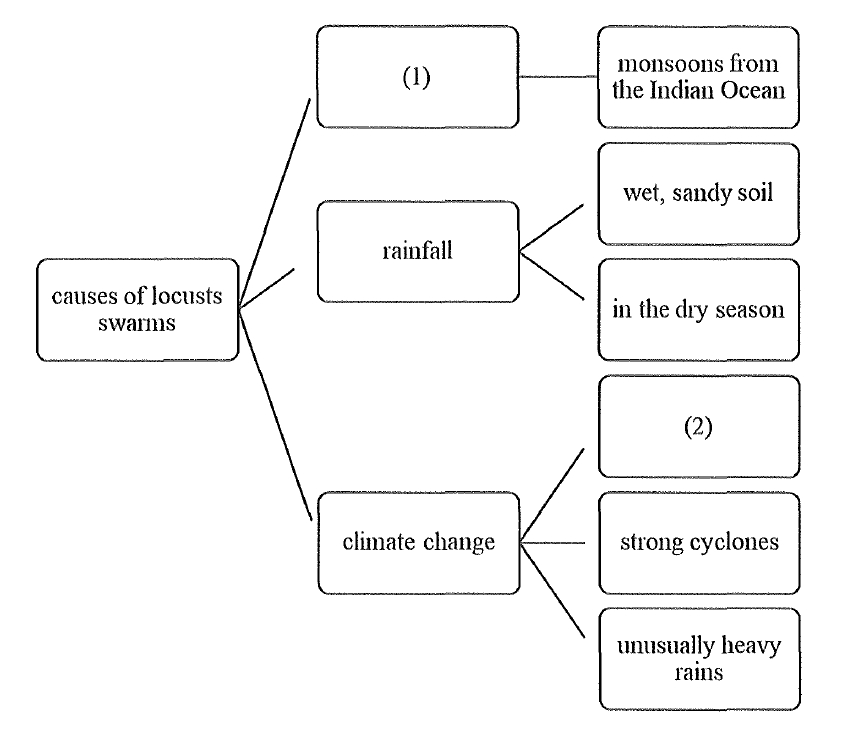 (1)
monsoons from
the Indian Ocean
wet, sandy soil
rainfall
causes of locusts
swarms
in the dry season
(2)
climate change
strong cyclones
unusually heavy
rains